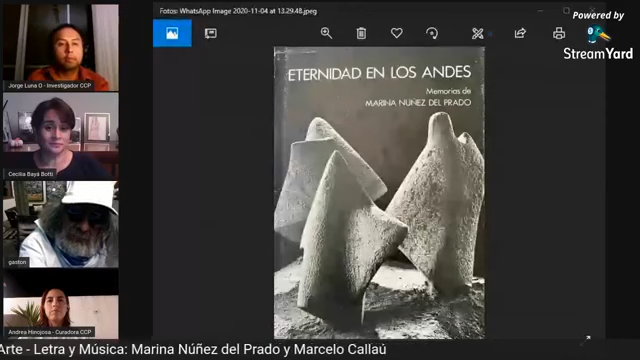 Fotos: WhatsApp Image 2020-11-04 at 13.29.48.jpeg
Powered by
StreamYard
Jorge Luna O - Investigador CCP
Cecilia Bayá Botti
gaston
Andrea Hinojosa - Curadora CCP
ETERNIDAD EN LOS ANDES
Memorias de
MARINA NUÑEZ DEL PRADO
Arte - Letra y Música: Marina Núñez del Prado y Marcelo Callaú